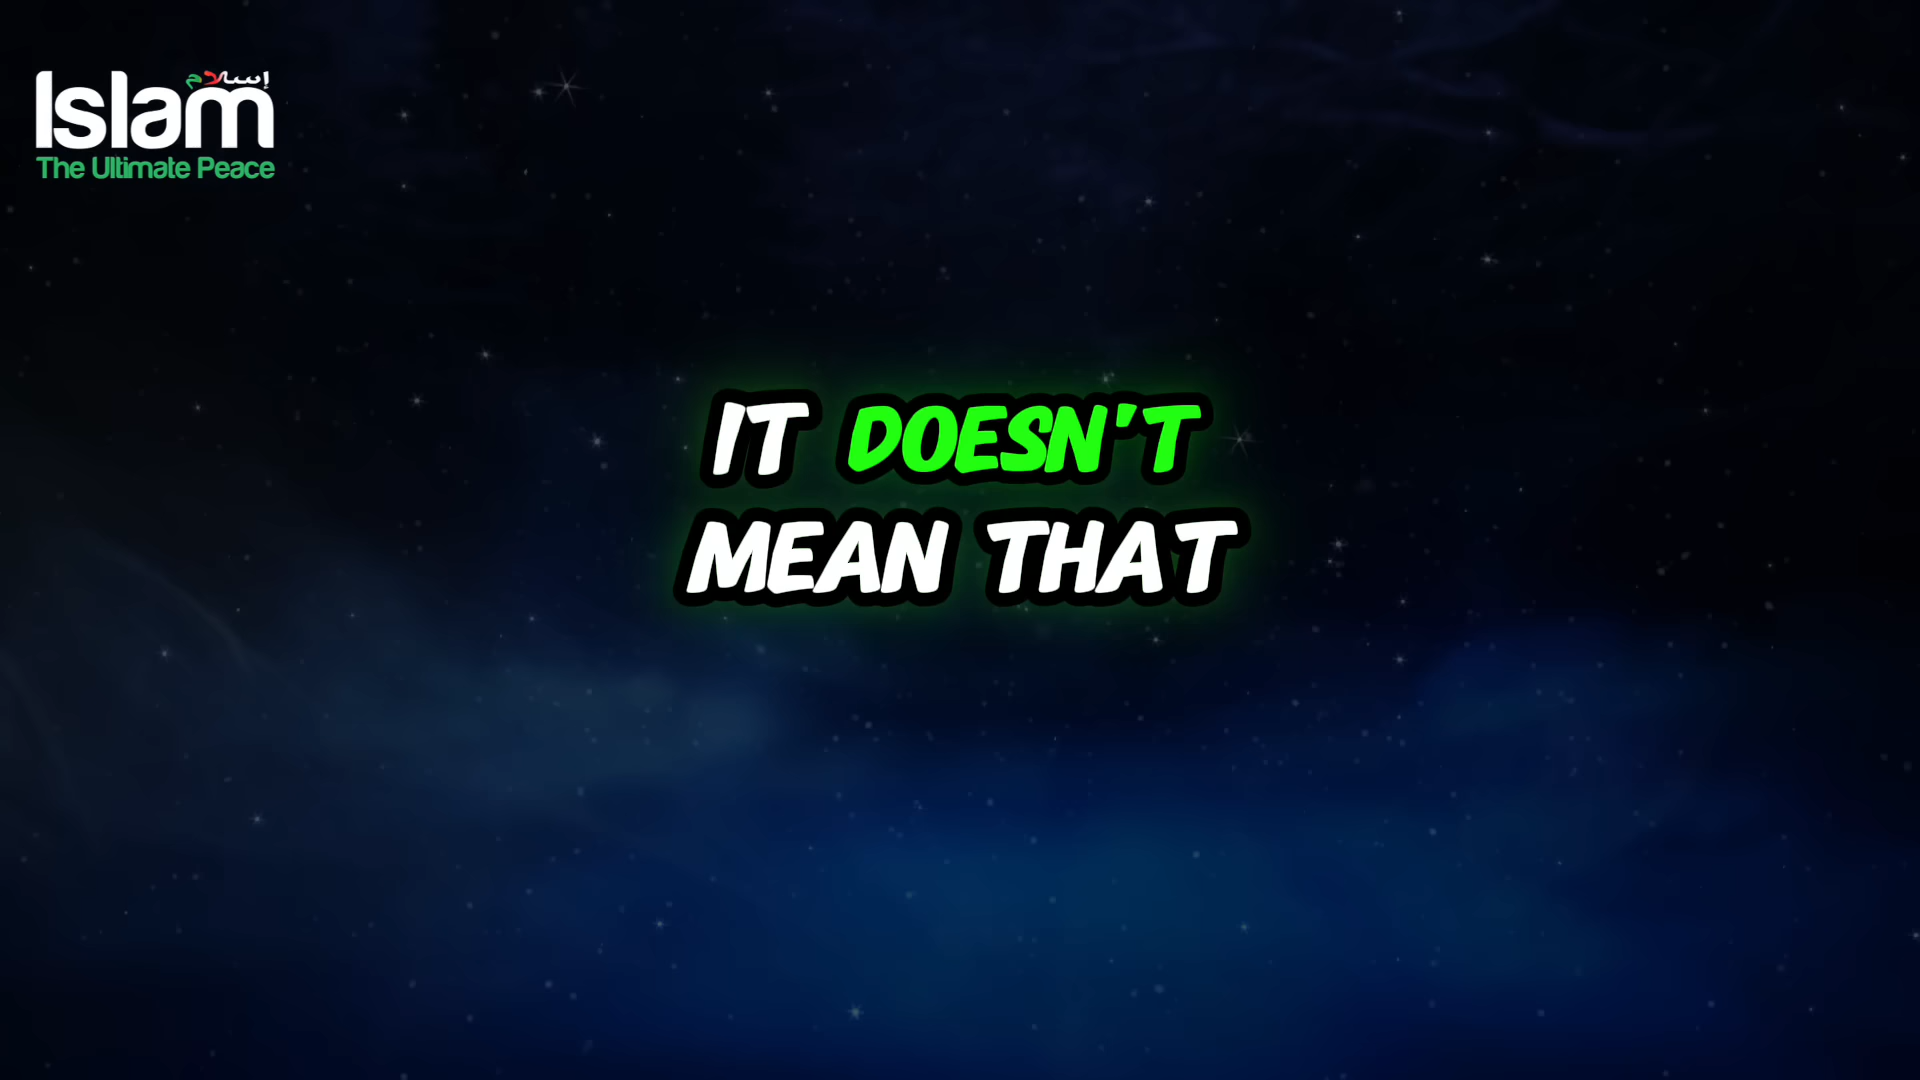 إسلام
Islam
The Ultimate Peace
IT DOESN'T
MEAN THAT